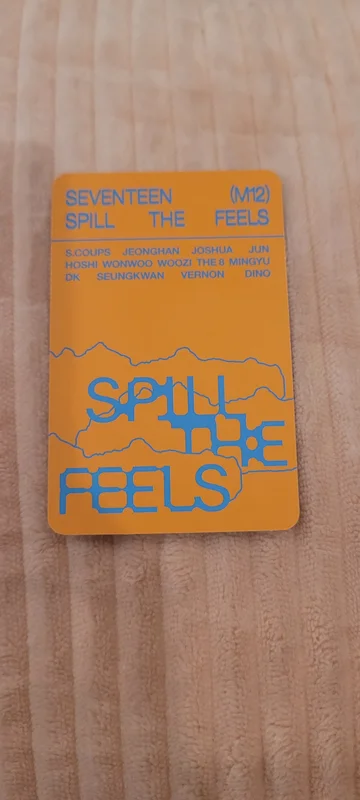 SEVENTEEN (M12)
SPILL THE FEELS
S.COUPS JEONGHAN JOSHUA JUN
HOSHI WONWOO WOOZI THE 8 MINGYU
DK SEUNGKWAN VERNON DINO
SPILL
THE
FEELS